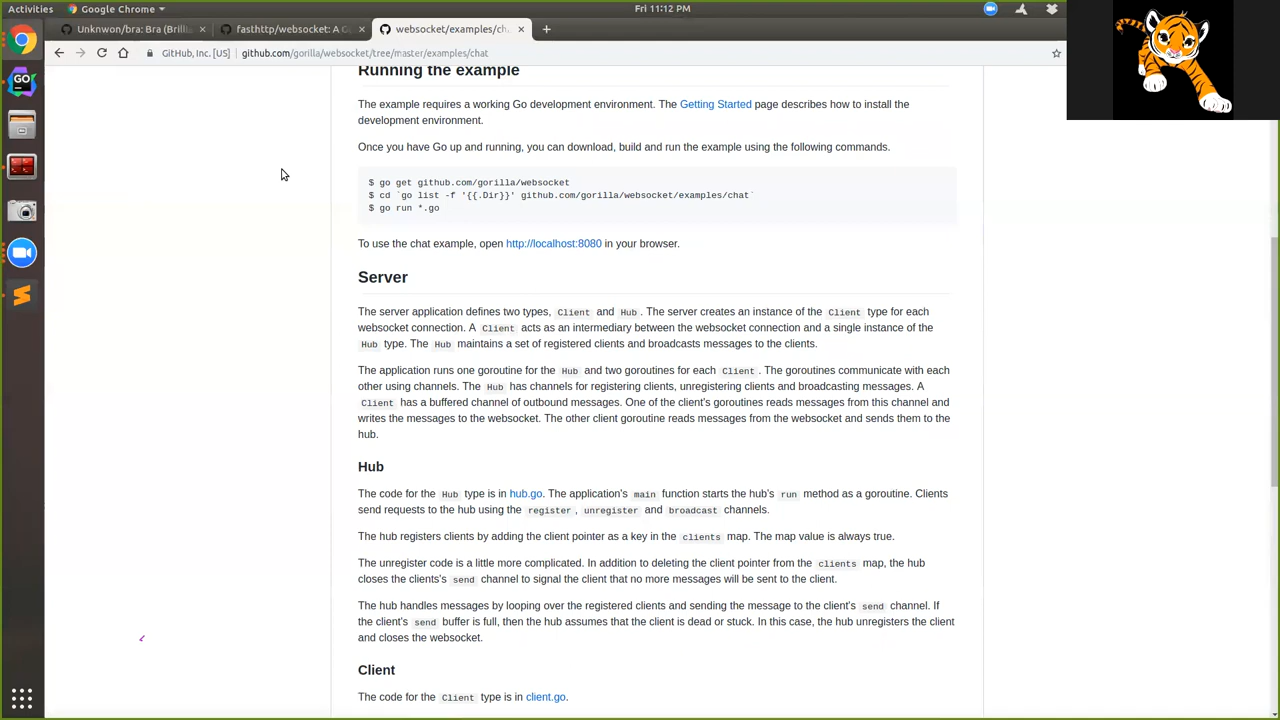 Activities
Google Chrome
Fri 11:12 PM
Unknwon/bra: Bra (Brilli
fasthttp/websocket: A G
websocket/examples/ch
GitHub, Inc. [US]
github.com/gorilla/websocket/tree/master/examples/chat
GO
Running the example
The example requires a working Go development environment. The Getting Started page describes how to install the
development environment.
Once you have Go up and running, you can download, build and run the example using the following commands.
$ go get github.com/gorilla/websocket
$ cd `go list -f '{{.Dir}}' github.com/gorilla/websocket/examples/chat`
$ go run *.go
To use the chat example, open http://localhost:8080 in your browser.
Server
The server application defines two types, Client and Hub. The server creates an instance of the Client type for each
websocket connection. A Client acts as an intermediary between the websocket connection and a single instance of the
Hub type. The Hub maintains a set of registered clients and broadcasts messages to the clients.
The application runs one goroutine for the Hub and two goroutines for each Client. The goroutines communicate with each
other using channels. The Hub has channels for registering clients, unregistering clients and broadcasting messages. A
Client has a buffered channel of outbound messages. One of the client's goroutines reads messages from this channel and
writes the messages to the websocket. The other client goroutine reads messages from the websocket and sends them to the
hub.
Hub
The code for the Hub type is in hub.go. The application's main function starts the hub's run method as a goroutine. Clients
send requests to the hub using the register, unregister and broadcast channels.
The hub registers clients by adding the client pointer as a key in the clients map. The map value is always true.
The unregister code is a little more complicated. In addition to deleting the client pointer from the clients map, the hub
closes the clients's send channel to signal the client that no more messages will be sent to the client.
The hub handles messages by looping over the registered clients and sending the message to the client's send channel. If
the client's send buffer is full, then the hub assumes that the client is dead or stuck. In this case, the hub unregisters the client
and closes the websocket.
Client
The code for the Client type is in client.go.